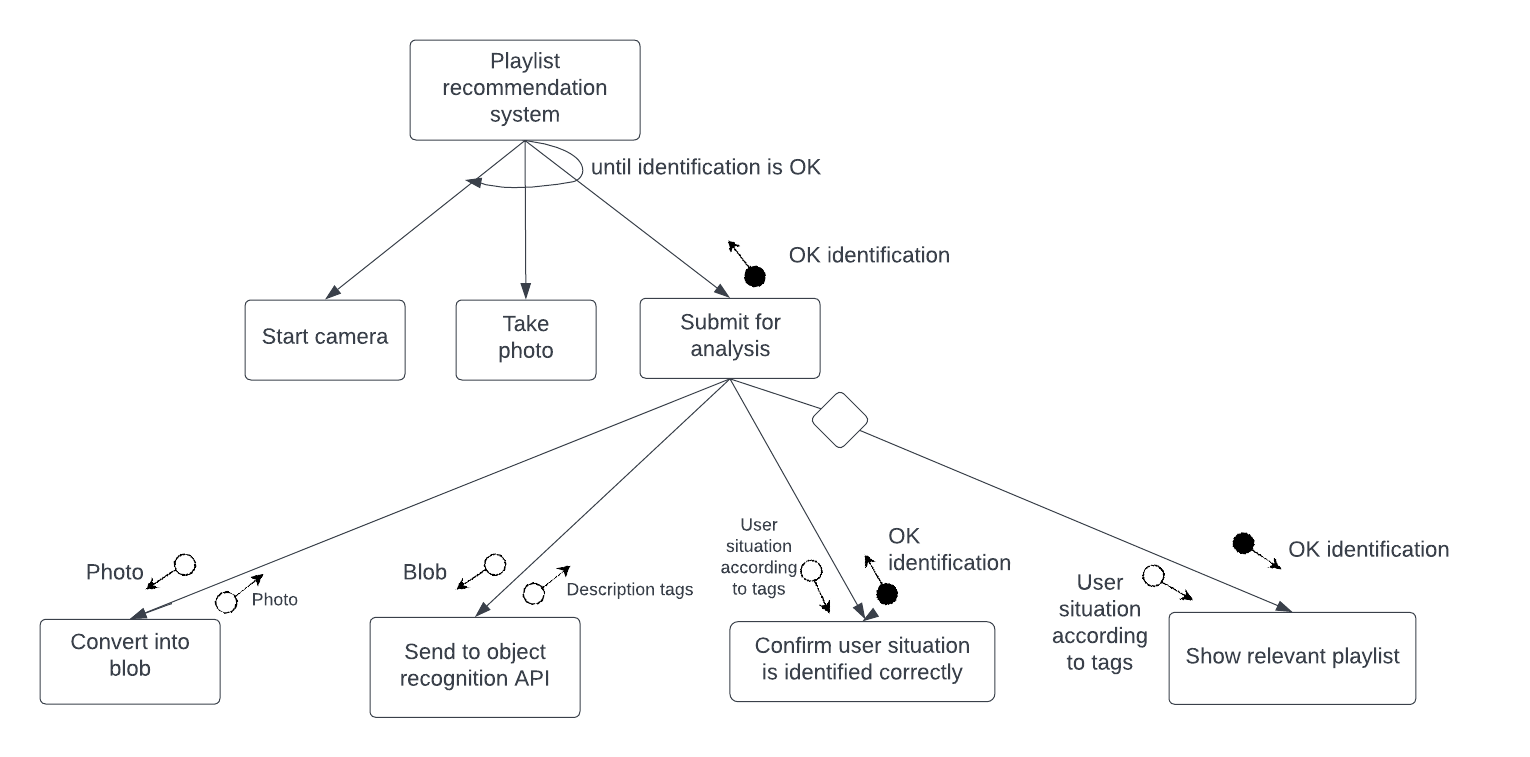 Playlist
recommendation
system
until identification is OK
OK identification
Start camera
Take
photo
Submit for
analysis
Photo
Photo
Convert into
blob
Blob
Description tags
Send to object
recognition API
User
situation
according
to tags
OK
identification
Confirm user situation
is identified correctly
User
situation
according
to tags
OK identification
Show relevant playlist